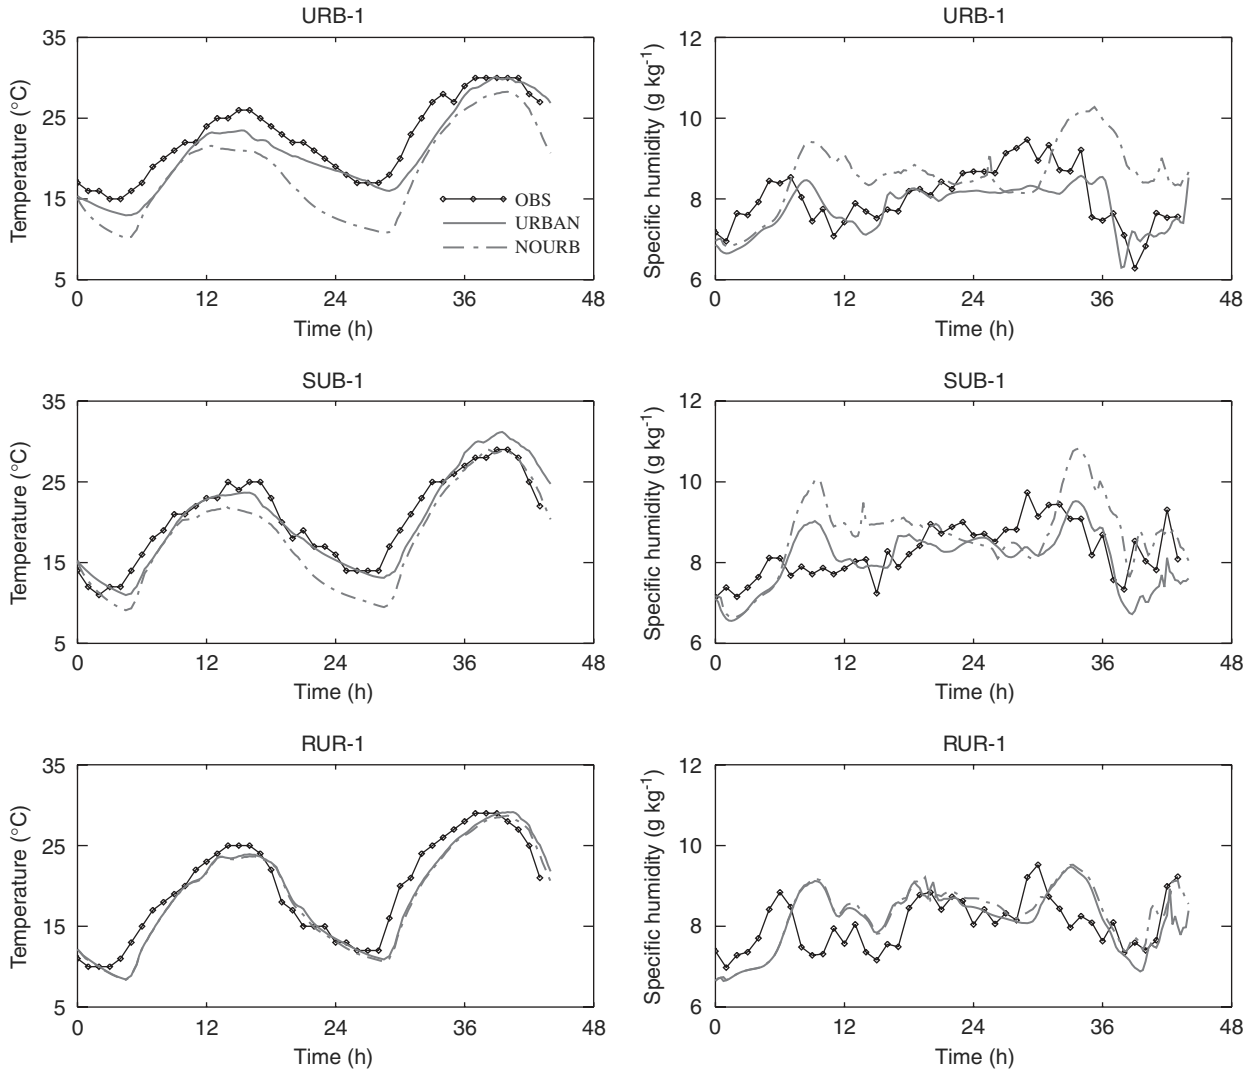 URB-1
35
25
15
5
Temperature (°C)
OBS
URBAN
NOURB
0 12 24 36 48
Time (h)
URB-1
12
10
8
6
Specific humidity (g kg⁻¹)
0 12 24 36 48
Time (h)
SUB-1
35
25
15
5
Temperature (°C)
0 12 24 36 48
Time (h)
SUB-1
12
10
8
6
Specific humidity (g kg⁻¹)
0 12 24 36 48
Time (h)
RUR-1
35
25
15
5
Temperature (°C)
0 12 24 36 48
Time (h)
RUR-1
12
10
8
6
Specific humidity (g kg⁻¹)
0 12 24 36 48
Time (h)